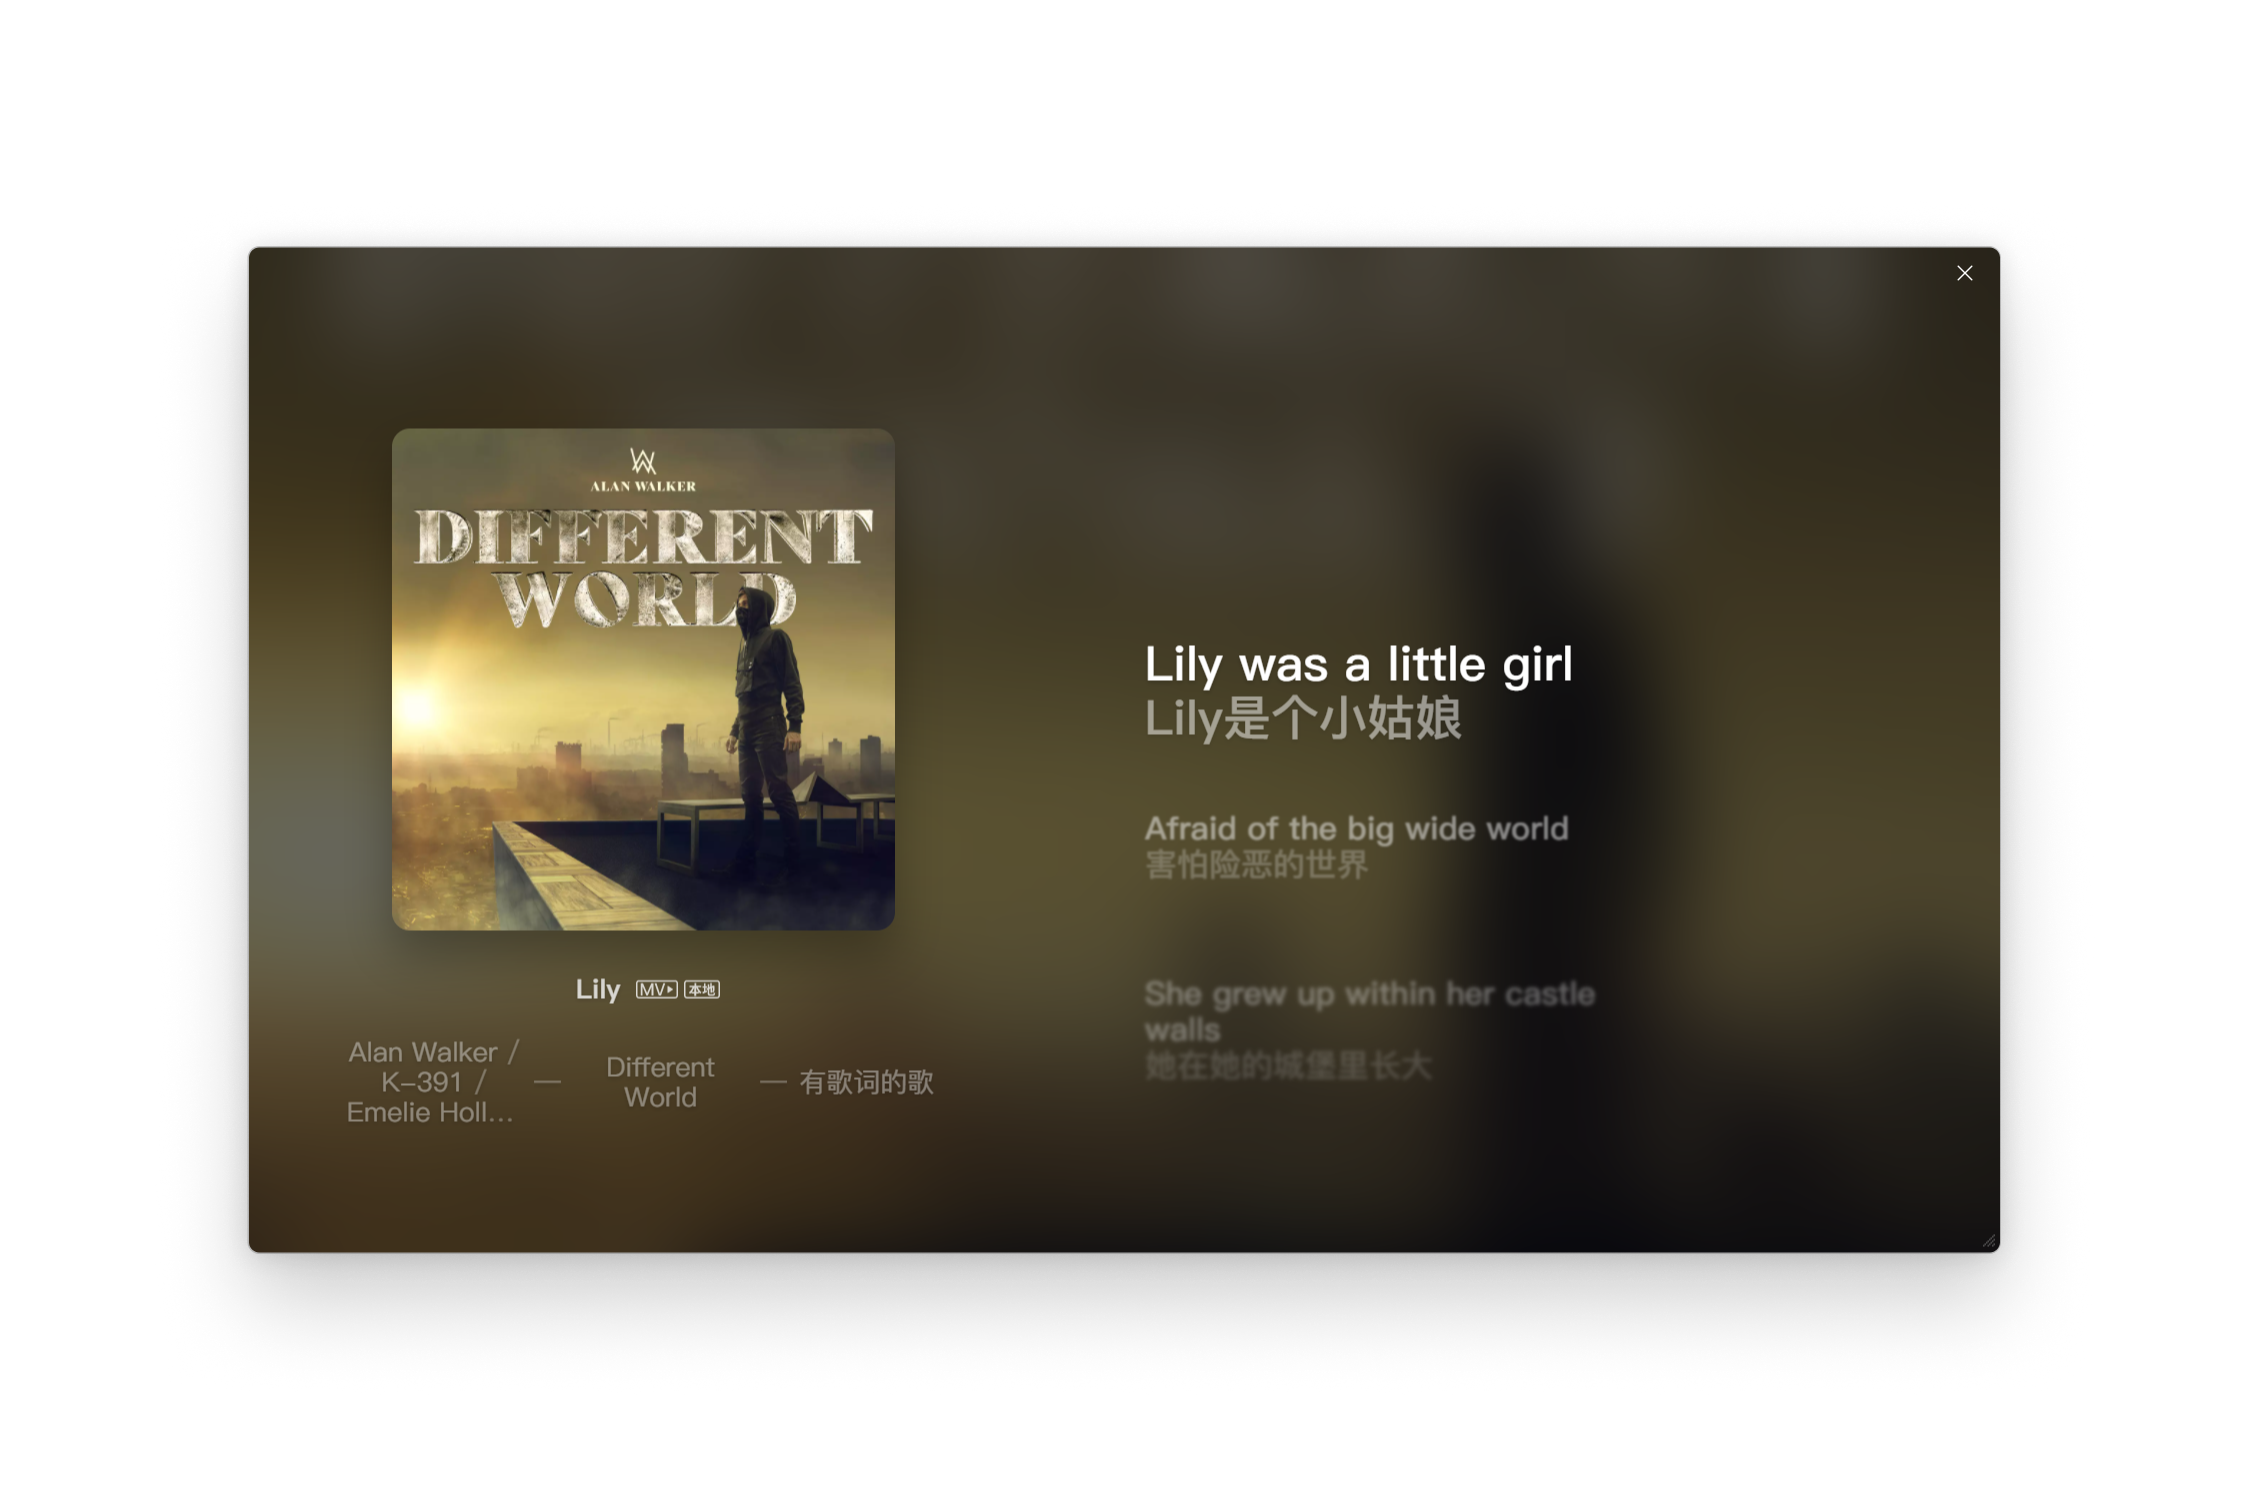 ALAN WALKER
DIFFERENT
WORLD
Lily MV 本地
Alan Walker /
K-391 /
Emelie Holl...
—
Different
World
— 有歌词的歌
Lily was a little girl
Lily是个小姑娘
Afraid of the big wide world
害怕险恶的世界
She grew up within her castle
walls
她在她的城堡里长大